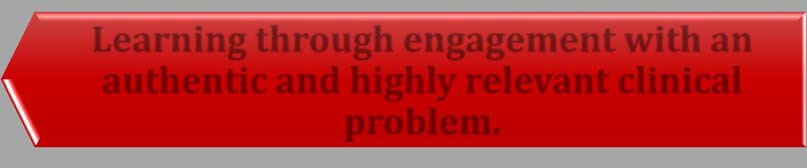 Learning through engagement with an
authentic and highly relevant clinical
problem.